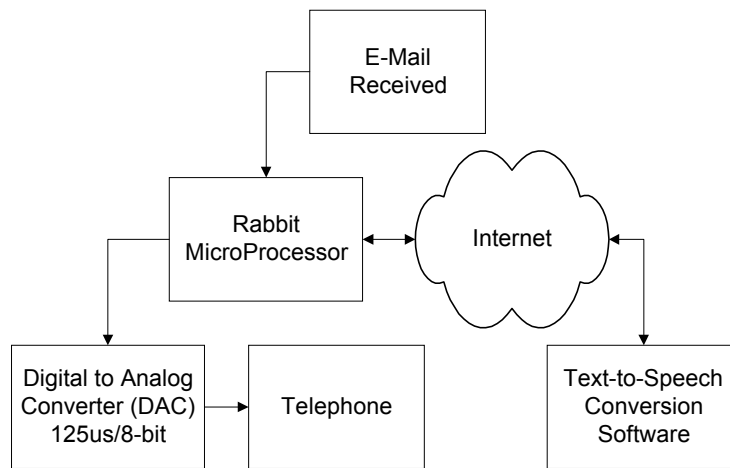 E-Mail
Received
Rabbit
MicroProcessor
Internet
Digital to Analog
Converter (DAC)
125us/8-bit
Telephone
Text-to-Speech
Conversion
Software